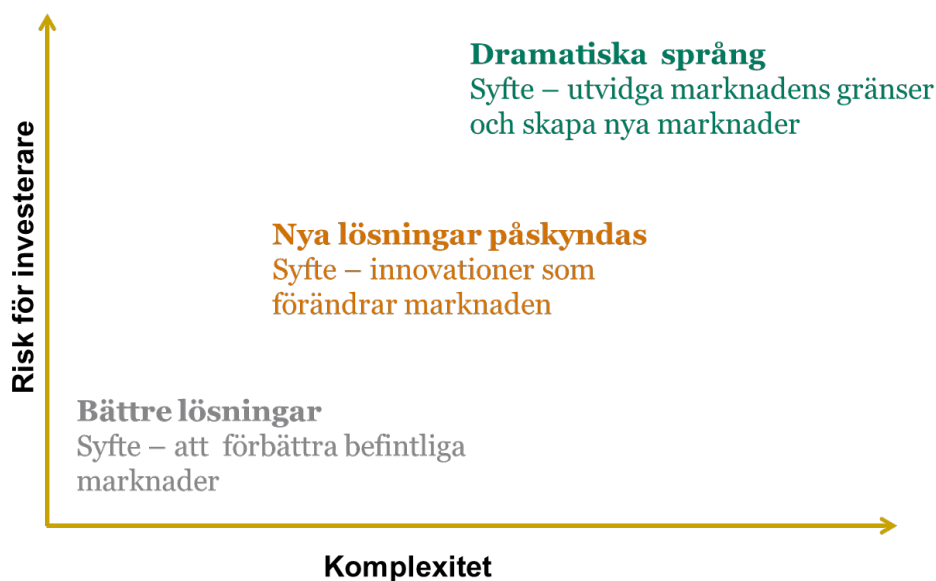 Dramatiska språng
Syfte – utvidga marknadens gränser
och skapa nya marknader
Nya lösningar påskyndas
Syfte – innovationer som
förändrar marknaden
Bättre lösningar
Syfte – att förbättra befintliga
marknader
Risk för investerare
Komplexitet